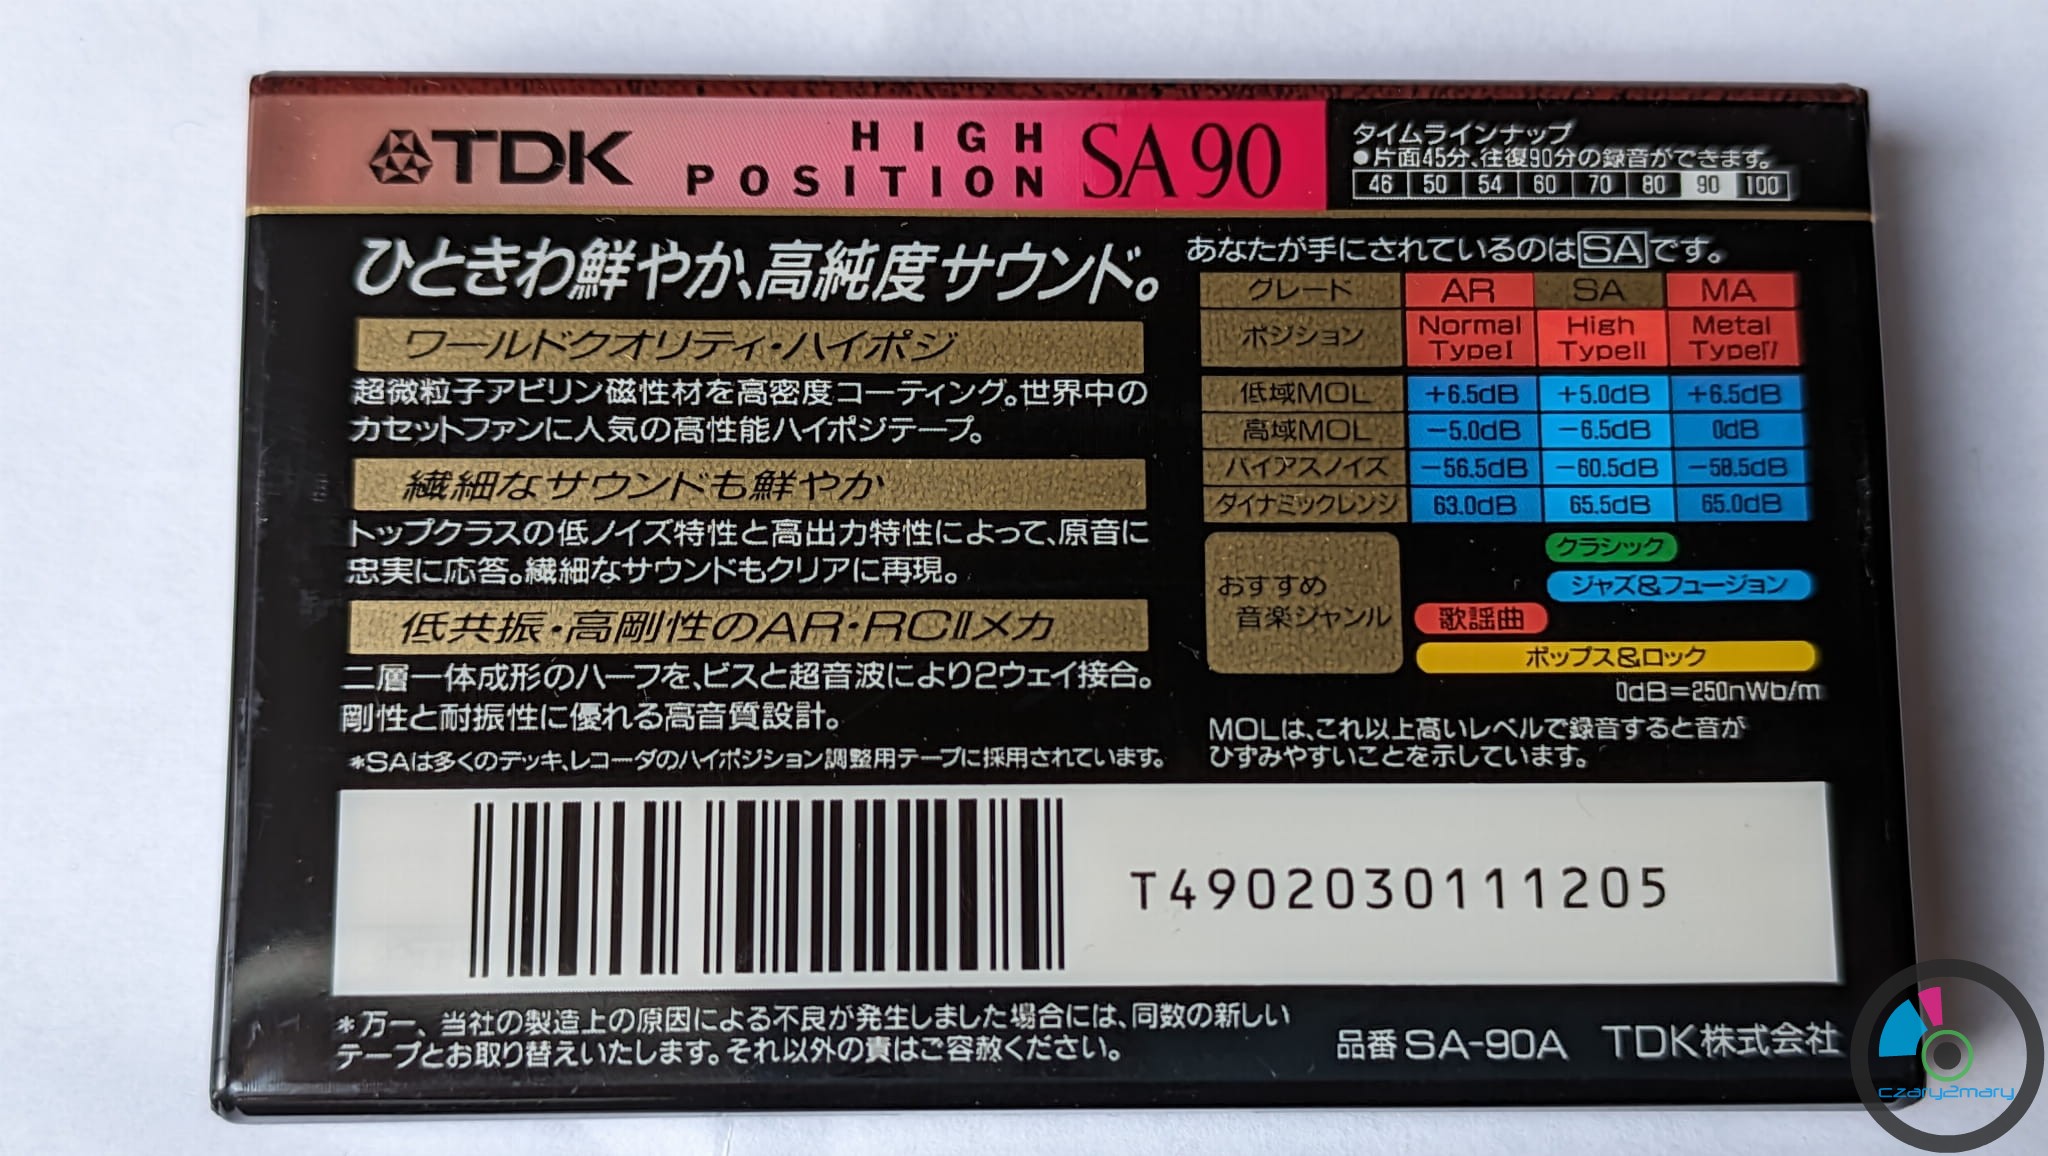 TDK HIGH POSITION SA90
タイムラインナップ
●片面45分、往復90分の録音ができます。
46 50 54 60 70 80 90 100
ひときわ鮮やか、高純度サウンド。
ワールドクオリティ・ハイポジ
超微粒子アビリン磁性材を高密度コーティング。世界中の
カセットファンに人気の高性能ハイポジテープ。
繊細なサウンドも鮮やか
トップクラスの低ノイズ特性と高出力特性によって、原音に
忠実に応答。繊細なサウンドもクリアに再現。
低共振・高剛性のAR・RCIIメカ
二層一体成形のハーフを、ビスと超音波により2ウェイ接合。
剛性と耐振性に優れる高音質設計。
*SAは多くのデッキ、レコーダのハイポジション調整用テープに採用されています。
あなたが手にされているのはSAです。
グレード AR SA MA
ポジション Normal TypeI High TypeII Metal TypeIV
低域MOL +6.5dB +5.0dB +6.5dB
高域MOL -5.0dB -6.5dB 0dB
バイアスノイズ -56.5dB -60.5dB -58.5dB
ダイナミックレンジ 63.0dB 65.5dB 65.0dB
おすすめ
音楽ジャンル
クラシック
ジャズ&フュージョン
歌謡曲
ポップス&ロック
0dB=250nWb/m
MOLは、これ以上高いレベルで録音すると音が
ひずみやすいことを示しています。
T4902030111205
*万一、当社の製造上の原因による不良が発生しました場合には、同数の新しい
テープとお取り替えいたします。それ以外の責はご容赦ください。
品番 SA-90A TDK株式会社
czary2mary